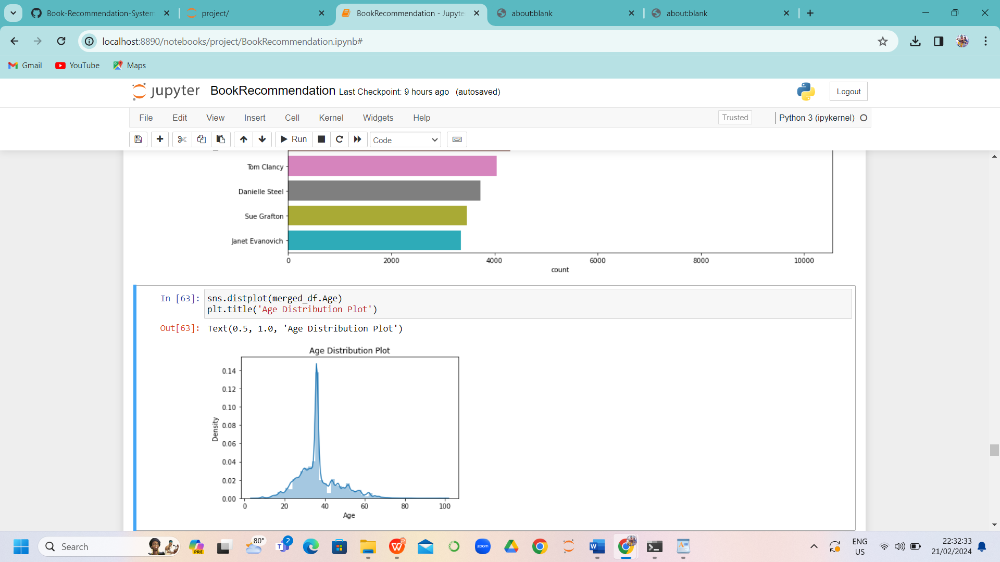 Book-Recommendation-System
project/
BookRecommendation - Jupyte
about:blank
about:blank
localhost:8890/notebooks/project/BookRecommendation.ipynb#
Gmail
YouTube
Maps
jupyter
BookRecommendation Last Checkpoint: 9 hours ago (autosaved)
Logout
File Edit View Insert Cell Kernel Widgets Help
Trusted
Python 3 (ipykernel)
Run
Code
Tom Clancy
Danielle Steel
Sue Grafton
Janet Evanovich
0 2000 4000 6000 8000 10000
count
In [63]: sns.distplot(merged_df.Age)
plt.title('Age Distribution Plot')
Out[63]: Text(0.5, 1.0, 'Age Distribution Plot')
Age Distribution Plot
0.14
0.12
0.10
0.08
0.06
0.04
0.02
0.00
Density
0 20 40 60 80 100
Age
Search
PRE
80°
2
zoom
ENG
US
22:32:33
21/02/2024